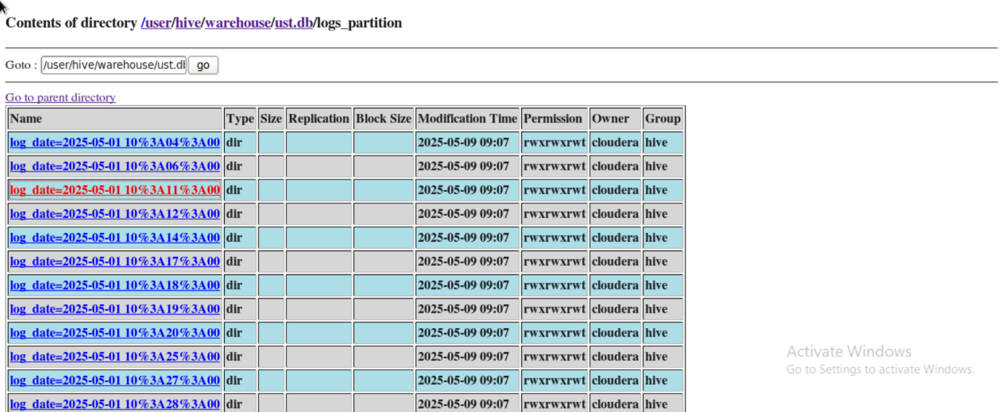 Contents of directory /user/hive/warehouse/ust.db/logs_partition
Goto : /user/hive/warehouse/ust.db go
Go to parent directory
Name Type Size Replication Block Size Modification Time Permission Owner Group
log_date=2025-05-01 10%3A04%3A00 dir 2025-05-09 09:07 rwxrwxrwt cloudera hive
log_date=2025-05-01 10%3A06%3A00 dir 2025-05-09 09:07 rwxrwxrwt cloudera hive
log_date=2025-05-01 10%3A11%3A00 dir 2025-05-09 09:07 rwxrwxrwt cloudera hive
log_date=2025-05-01 10%3A12%3A00 dir 2025-05-09 09:07 rwxrwxrwt cloudera hive
log_date=2025-05-01 10%3A14%3A00 dir 2025-05-09 09:07 rwxrwxrwt cloudera hive
log_date=2025-05-01 10%3A17%3A00 dir 2025-05-09 09:07 rwxrwxrwt cloudera hive
log_date=2025-05-01 10%3A18%3A00 dir 2025-05-09 09:07 rwxrwxrwt cloudera hive
log_date=2025-05-01 10%3A19%3A00 dir 2025-05-09 09:07 rwxrwxrwt cloudera hive
log_date=2025-05-01 10%3A20%3A00 dir 2025-05-09 09:07 rwxrwxrwt cloudera hive
log_date=2025-05-01 10%3A25%3A00 dir 2025-05-09 09:07 rwxrwxrwt cloudera hive
log_date=2025-05-01 10%3A27%3A00 dir 2025-05-09 09:07 rwxrwxrwt cloudera hive
log_date=2025-05-01 10%3A28%3A00 dir 2025-05-09 09:07 rwxrwxrwt cloudera hive
Activate Windows
Go to Settings to activate Windows.